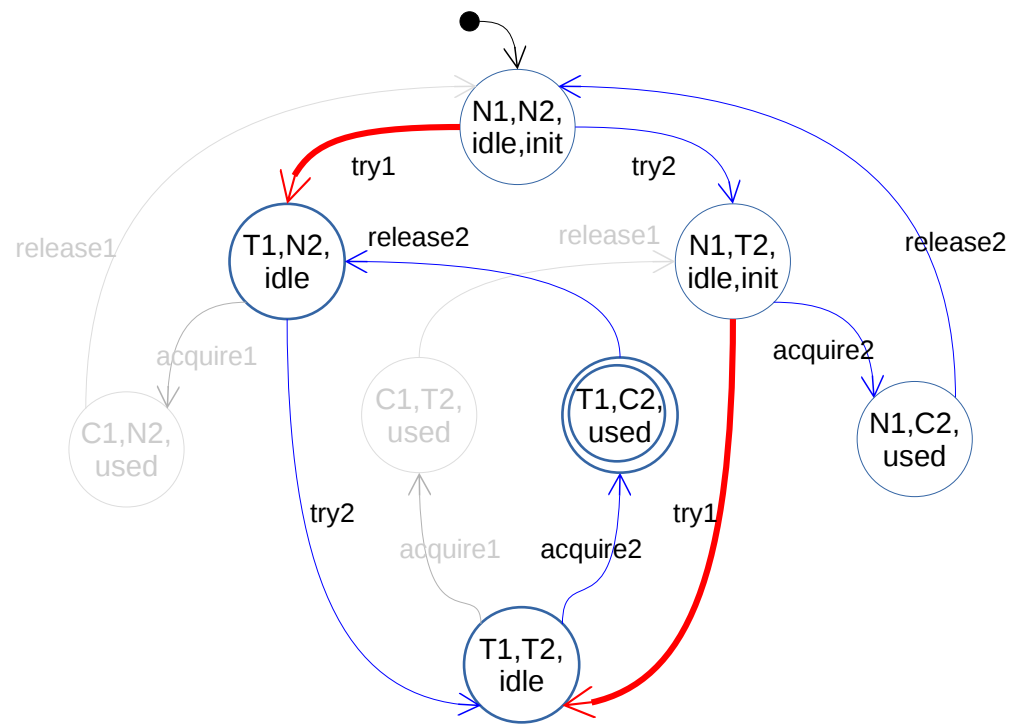 N1,N2,
idle,init
try1
try2
release1
T1,N2,
idle
release2
release1
N1,T2,
idle,init
release2
acquire1
acquire2
C1,N2,
used
C1,T2,
used
T1,C2,
used
N1,C2,
used
try2
try1
acquire1
acquire2
T1,T2,
idle